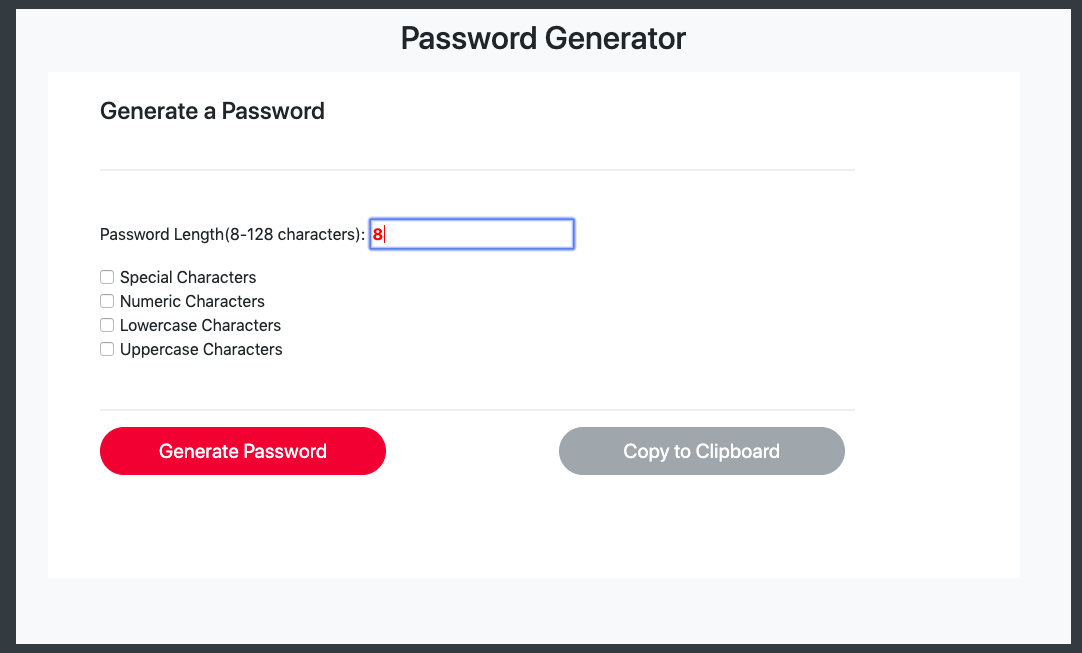 Password Generator
Generate a Password
Password Length(8-128 characters): 8
Special Characters
Numeric Characters
Lowercase Characters
Uppercase Characters
Generate Password Copy to Clipboard